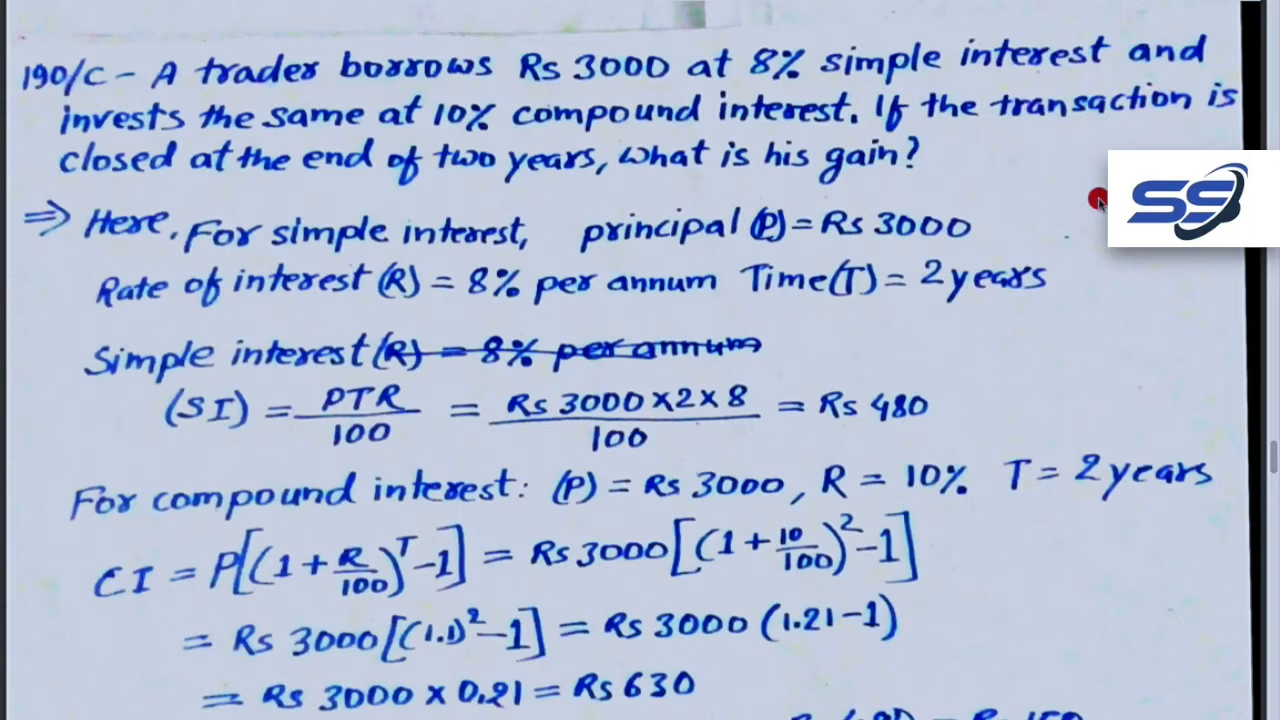 190/C - A trader borrows Rs 3000 at 8% simple interest and
invests the same at 10% compound interest. If the transaction is
closed at the end of two years, what is his gain?
SS
⇒ Here, For simple interest, principal (P) = Rs 3000
Rate of interest (R) = 8% per annum Time(T) = 2 years
Simple interest (R) = 8% per annum
(SI) = PTR/100 = Rs 3000×2×8/100 = Rs 480
For compound interest: (P) = Rs 3000, R = 10% T = 2 years
CI = P[(1 + R/100)^T -1] = Rs 3000[(1 + 10/100)^2 -1]
= Rs 3000[(1.1)^2 -1] = Rs 3000 (1.21-1)
= Rs 3000 × 0.21 = Rs 630